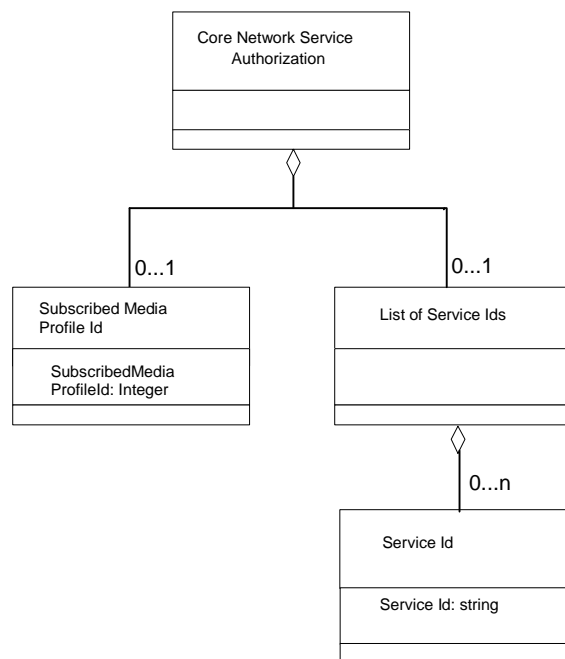 Core Network Service
Authorization
0...1
0...1
Subscribed Media
Profile Id
List of Service Ids
SubscribedMedia
ProfileId: Integer
0...n
Service Id
Service Id: string